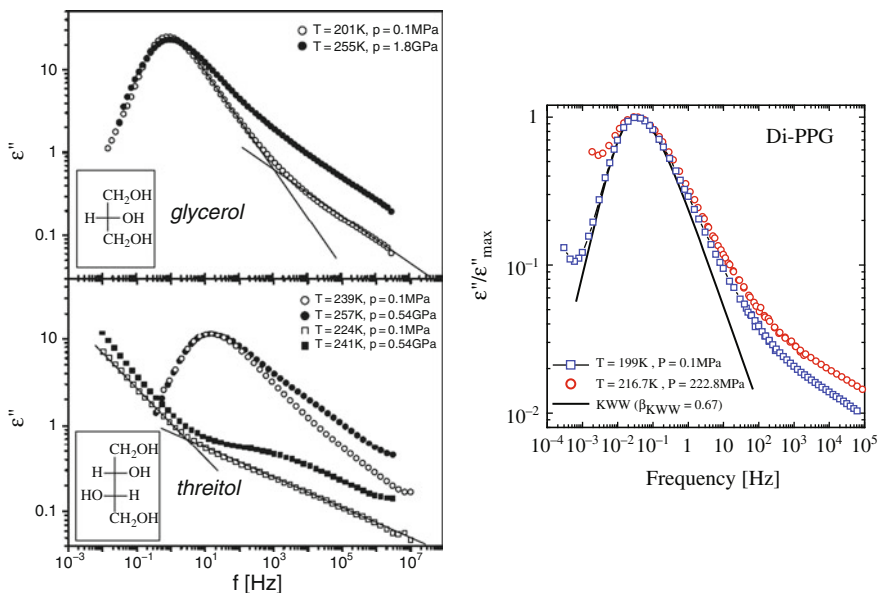 T = 201K, p = 0.1MPa
T = 255K, p = 1.8GPa
10
1
0.1
ε"
CH₂OH
H OH
CH₂OH
glycerol
T = 239K, p = 0.1MPa
T = 257K, p = 0.54GPa
T = 224K, p = 0.1MPa
T = 241K, p = 0.54GPa
10
1
0.1
ε"
CH₂OH
H OH
HO H
CH₂OH
threitol
10⁻³ 10⁻¹ 10¹ 10³ 10⁵ 10⁷
f [Hz]
Di-PPG
1
10⁻¹
10⁻²
ε"/ε"max
T = 199K , P = 0.1MPa
T = 216.7K , P = 222.8MPa
KWW (βKWW = 0.67)
10⁻⁴ 10⁻³ 10⁻² 10⁻¹ 1 10¹ 10² 10³ 10⁴ 10⁵
Frequency [Hz]